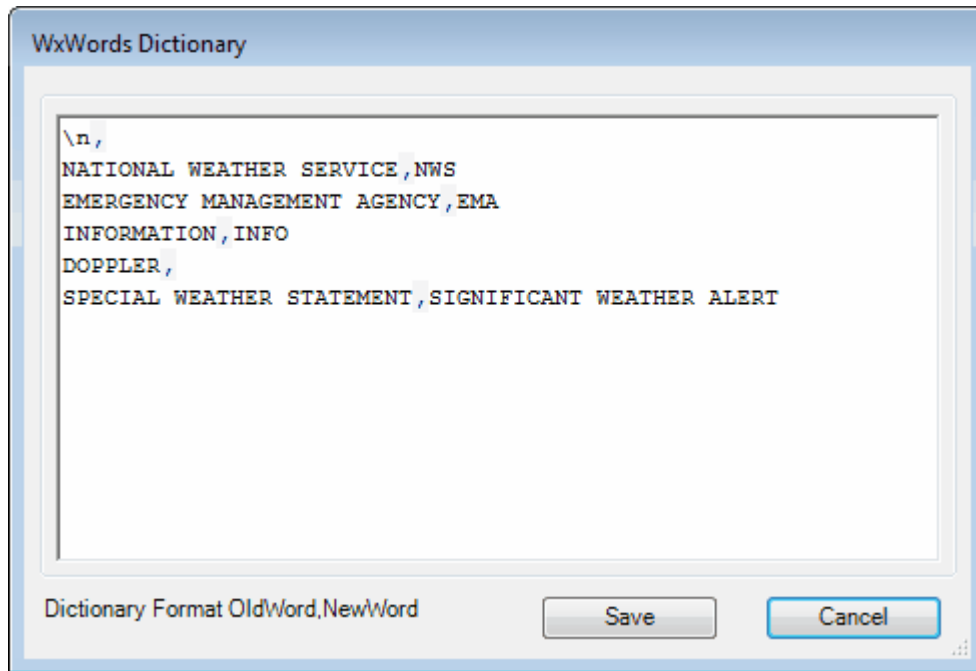 WxWords Dictionary
\n,
NATIONAL WEATHER SERVICE,NWS
EMERGENCY MANAGEMENT AGENCY,EMA
INFORMATION,INFO
DOPPLER,
SPECIAL WEATHER STATEMENT,SIGNIFICANT WEATHER ALERT
Dictionary Format OldWord,NewWord
Save
Cancel